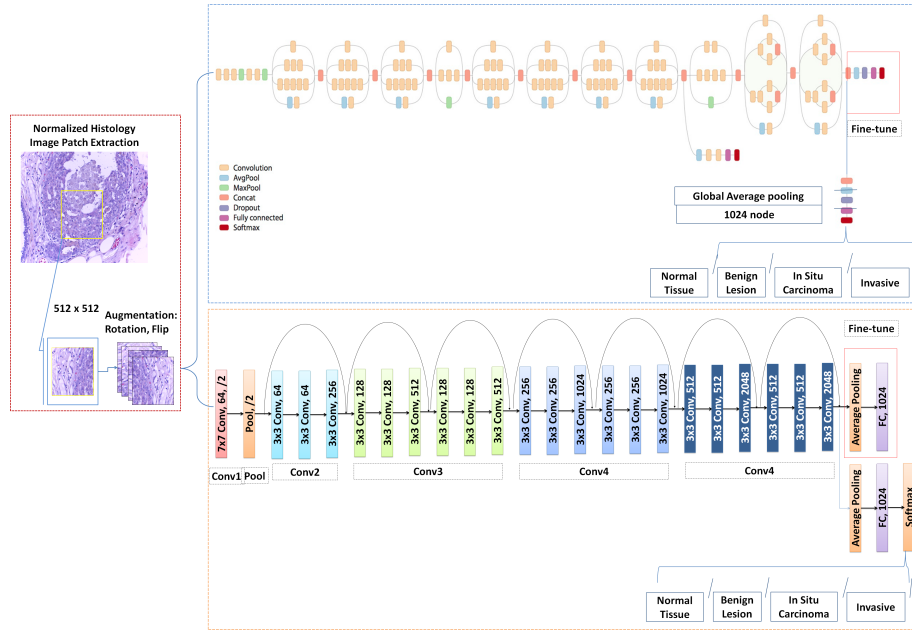 Normalized Histology
Image Patch Extraction
512 x 512
Augmentation:
Rotation, Flip
Convolution
AvgPool
MaxPool
Concat
Dropout
Fully connected
Softmax
Fine-tune
Global Average pooling
1024 node
Normal
Tissue
Benign
Lesion
In Situ
Carcinoma
Invasive
Fine-tune
7x7 Conv, 64, /2
Pool, /2
3x3 Conv, 64
3x3 Conv, 64
3x3 Conv, 256
3x3 Conv, 128
3x3 Conv, 128
3x3 Conv, 512
3x3 Conv, 128
3x3 Conv, 128
3x3 Conv, 512
3x3 Conv, 256
3x3 Conv, 256
3x3 Conv, 1024
3x3 Conv, 256
3x3 Conv, 256
3x3 Conv, 1024
3x3 Conv, 512
3x3 Conv, 512
3x3 Conv, 2048
3x3 Conv, 512
3x3 Conv, 512
3x3 Conv, 2048
Average Pooling
FC, 1024
Conv1
Pool
Conv2
Conv3
Conv4
Conv4
Average Pooling
FC, 1024
Softmax
Normal
Tissue
Benign
Lesion
In Situ
Carcinoma
Invasive